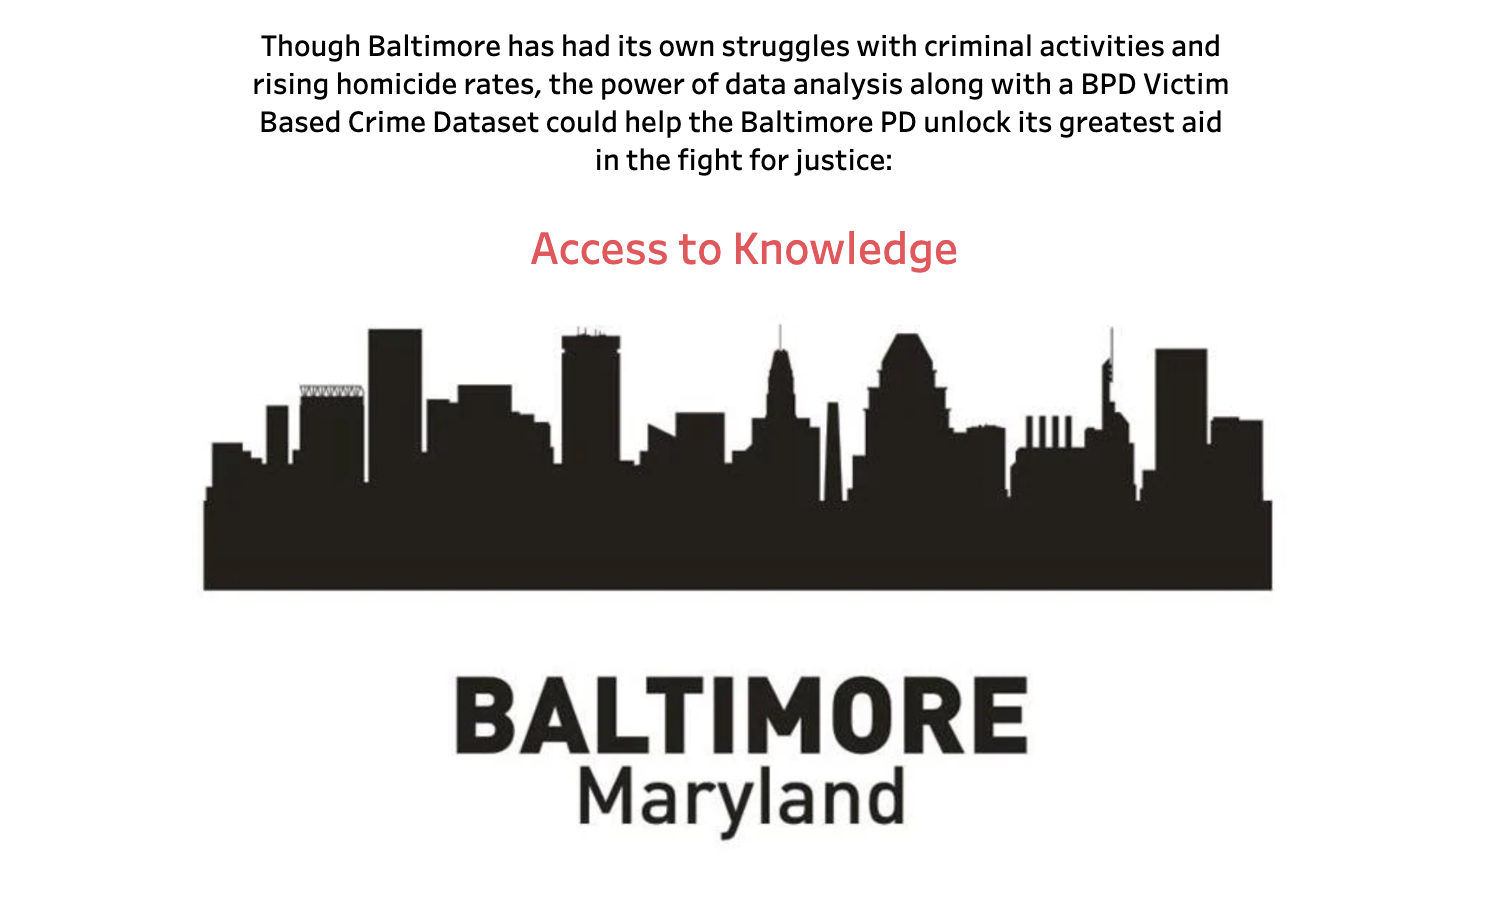 Though Baltimore has had its own struggles with criminal activities and
rising homicide rates, the power of data analysis along with a BPD Victim
Based Crime Dataset could help the Baltimore PD unlock its greatest aid
in the fight for justice:
Access to Knowledge
BALTIMORE
Maryland